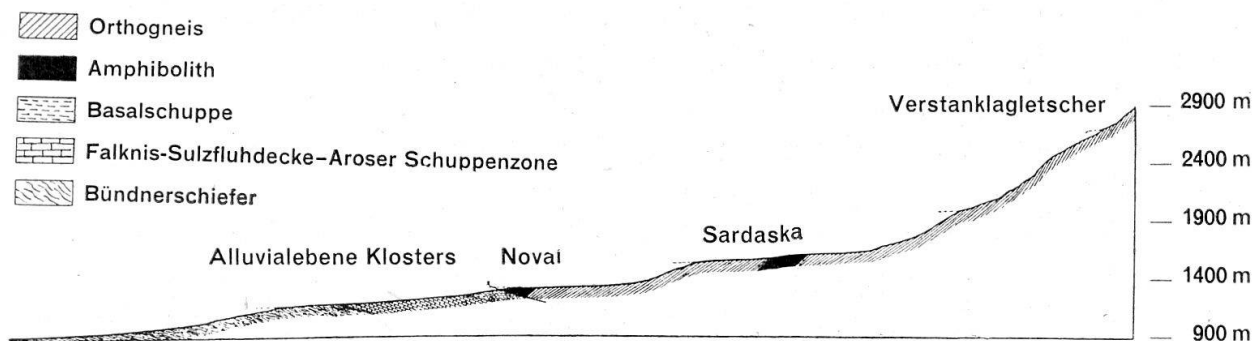 Orthogneis
Amphibolith
Basalschuppe
Falknis-Sulzfluhdecke–Aroser Schuppenzone
Bündnerschiefer
Alluvialebene Klosters
Novai
Sardaska
Verstanklagletscher
2900 m
2400 m
1900 m
1400 m
900 m